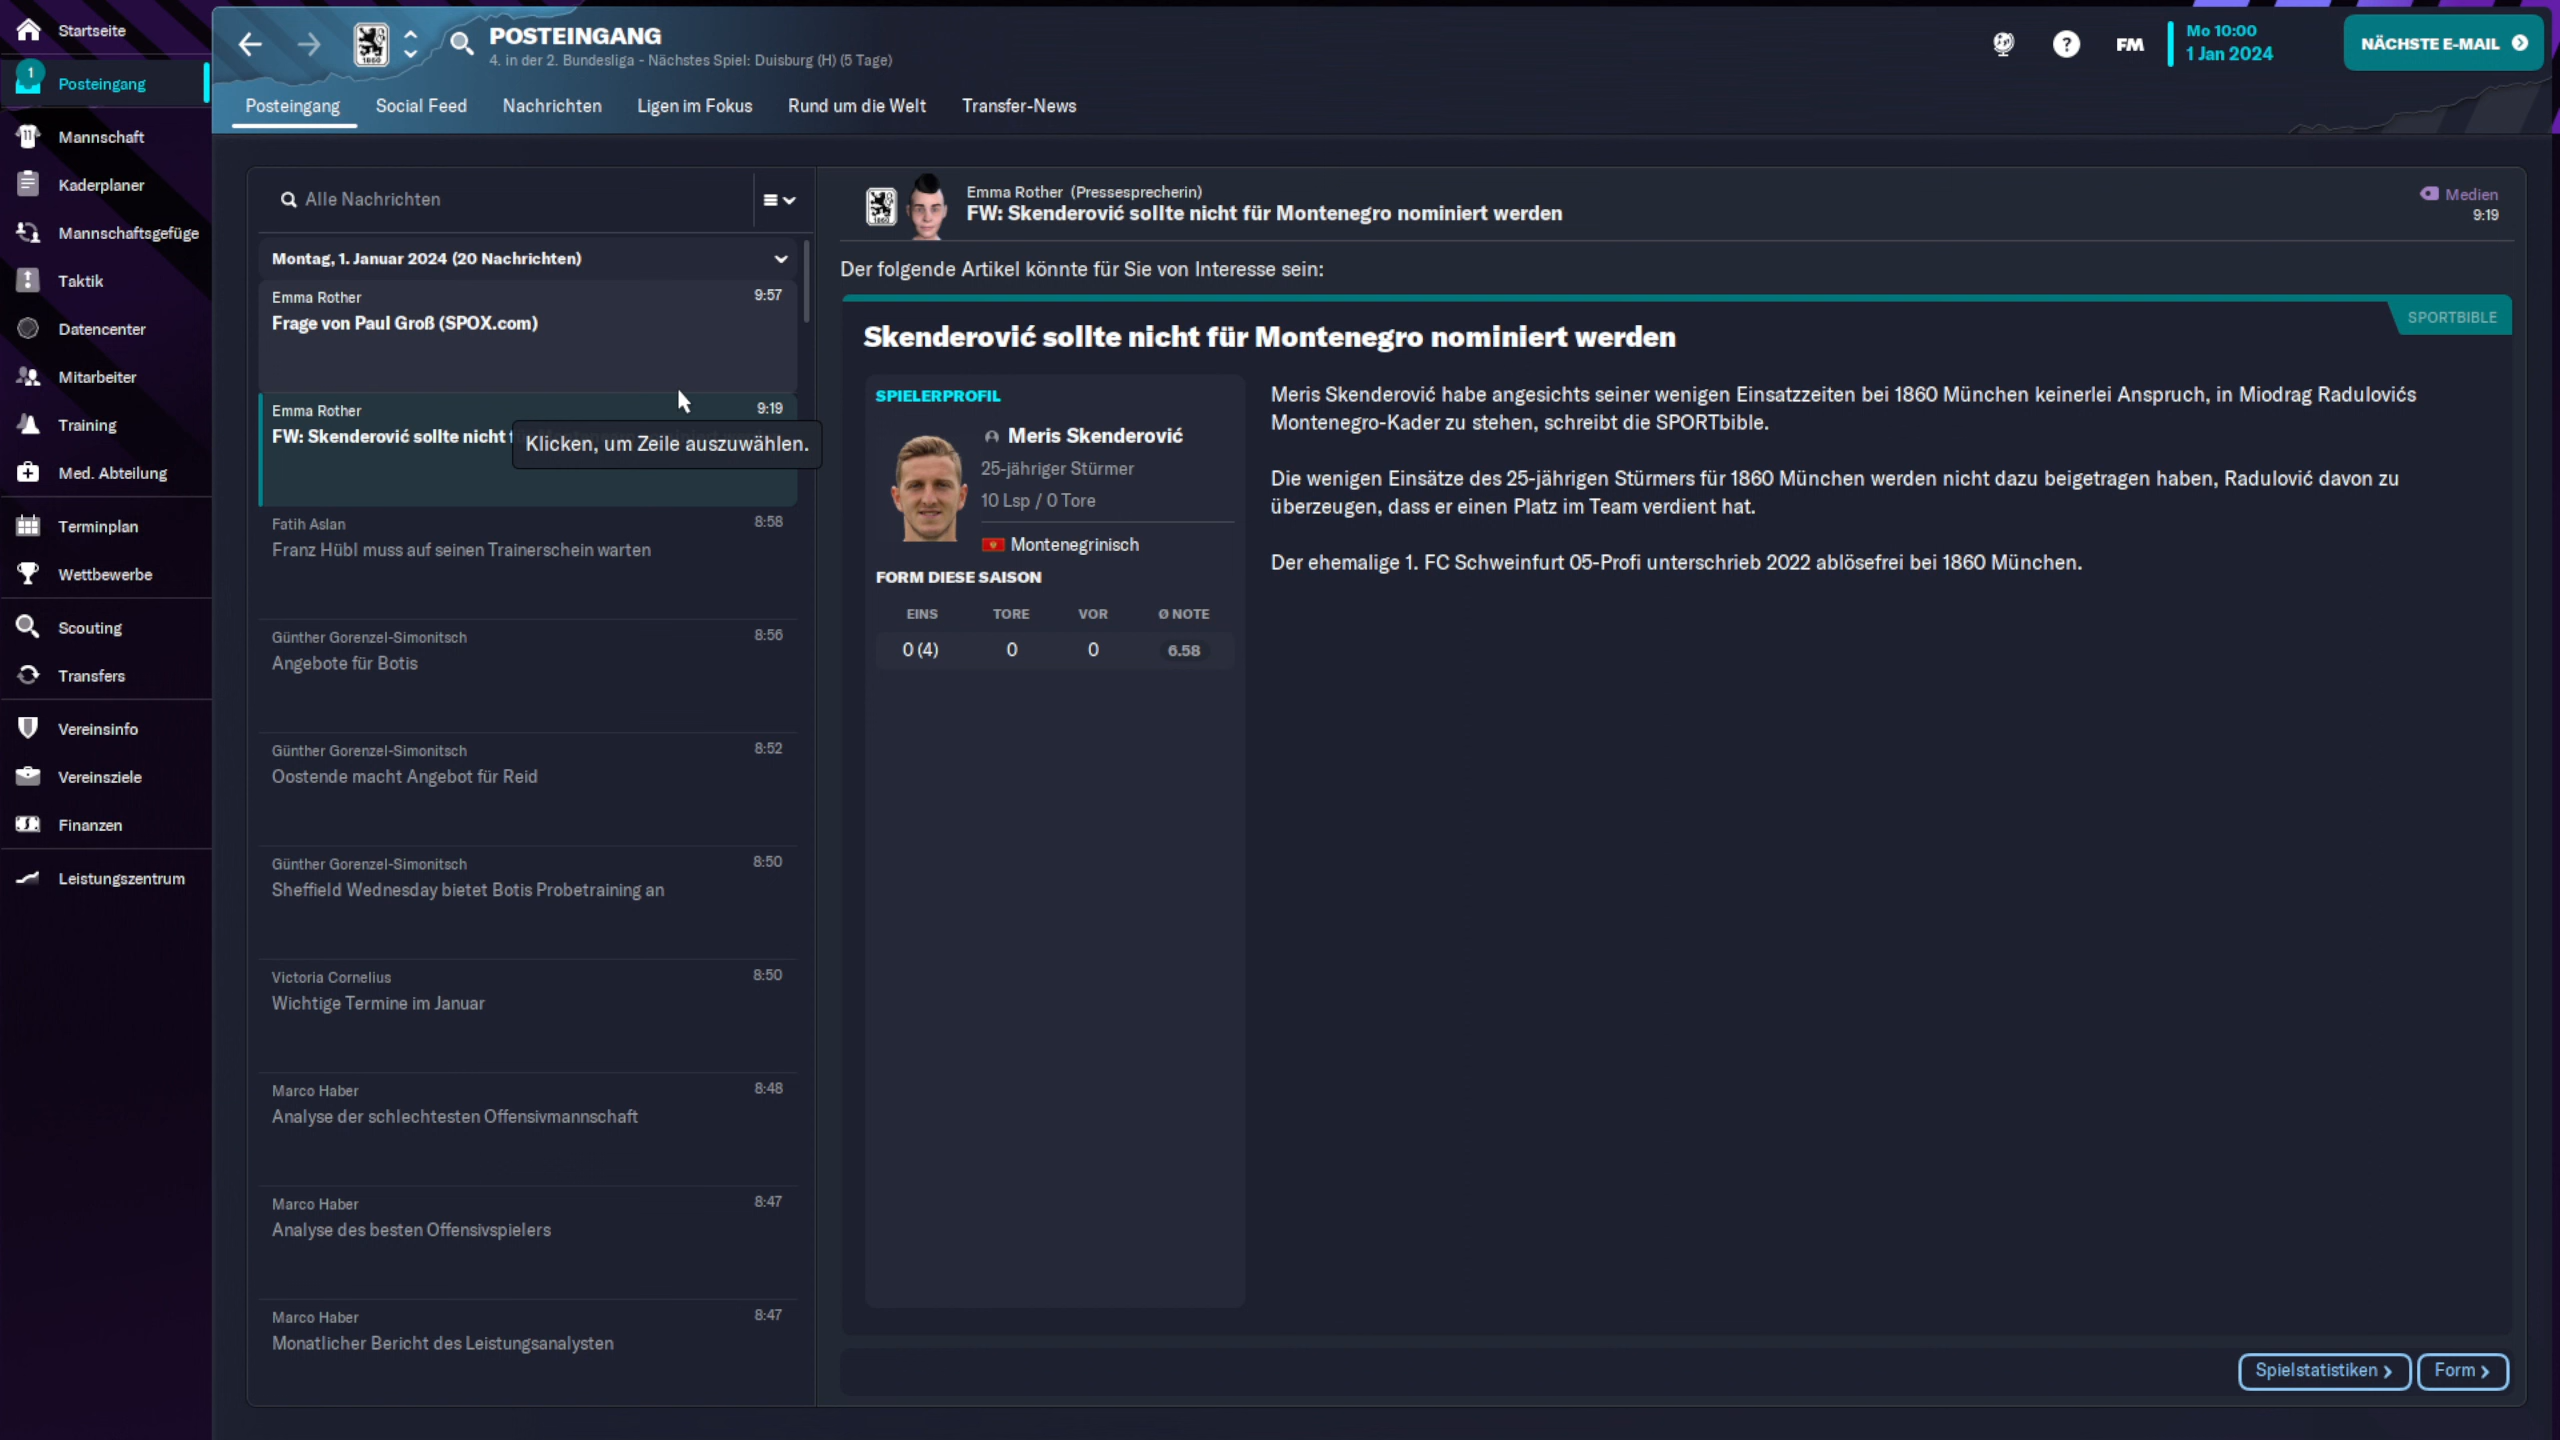 Startseite
1
Posteingang
Mannschaft
Kaderplaner
Mannschaftsgefüge
Taktik
Datencenter
Mitarbeiter
Training
Med. Abteilung
Terminplan
Wettbewerbe
Scouting
Transfers
Vereinsinfo
Vereinsziele
Finanzen
Leistungszentrum
POSTEINGANG
4. in der 2. Bundesliga - Nächstes Spiel: Duisburg (H) (5 Tage)
FM
Mo 10:00
1 Jan 2024
NÄCHSTE E-MAIL
Posteingang Social Feed Nachrichten Ligen im Fokus Rund um die Welt Transfer-News
Alle Nachrichten
Montag, 1. Januar 2024 (20 Nachrichten)
Emma Rother 9:57
Frage von Paul Groß (SPOX.com)
Emma Rother 9:19
FW: Skenderović sollte nicht
Klicken, um Zeile auszuwählen.
Fatih Aslan 8:58
Franz Hübl muss auf seinen Trainerschein warten
Günther Gorenzel-Simonitsch 8:56
Angebote für Botis
Günther Gorenzel-Simonitsch 8:52
Oostende macht Angebot für Reid
Günther Gorenzel-Simonitsch 8:50
Sheffield Wednesday bietet Botis Probetraining an
Victoria Cornelius 8:50
Wichtige Termine im Januar
Marco Haber 8:48
Analyse der schlechtesten Offensivmannschaft
Marco Haber 8:47
Analyse des besten Offensivspielers
Marco Haber 8:47
Monatlicher Bericht des Leistungsanalysten
Emma Rother (Pressesprecherin)
FW: Skenderović sollte nicht für Montenegro nominiert werden
Medien
9:19
Der folgende Artikel könnte für Sie von Interesse sein:
SPORTBIBLE
Skenderović sollte nicht für Montenegro nominiert werden
SPIELERPROFIL
Meris Skenderović
25-jähriger Stürmer
10 Lsp / 0 Tore
Montenegrinisch
FORM DIESE SAISON
EINS TORE VOR Ø NOTE
0 (4) 0 0 6.58
Meris Skenderović habe angesichts seiner wenigen Einsatzzeiten bei 1860 München keinerlei Anspruch, in Miodrag Radulovićs
Montenegro-Kader zu stehen, schreibt die SPORTbible.
Die wenigen Einsätze des 25-jährigen Stürmers für 1860 München werden nicht dazu beigetragen haben, Radulović davon zu
überzeugen, dass er einen Platz im Team verdient hat.
Der ehemalige 1. FC Schweinfurt 05-Profi unterschrieb 2022 ablösefrei bei 1860 München.
Spielstatistiken
Form